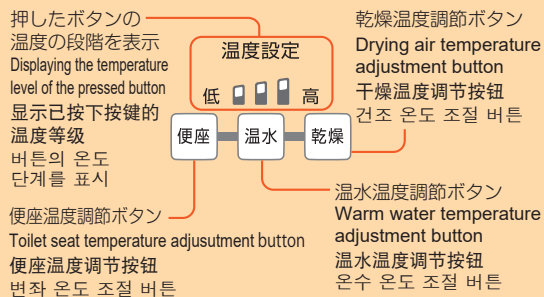 押したボタンの
温度の段階を表示
Displaying the temperature
level of the pressed button
显示已按下按键的
温度等级
버튼의 온도
단계를 표시
温度設定
低 高
便座 温水 乾燥
乾燥温度調節ボタン
Drying air temperature
adjustment button
干燥温度调节按钮
건조 온도 조절 버튼
便座温度調節ボタン
Toilet seat temperature adjusutment button
便座温度调节按钮
변좌 온도 조절 버튼
温水温度調節ボタン
Warm water temperature
adjustment button
温水温度调节按钮
온수 온도 조절 버튼